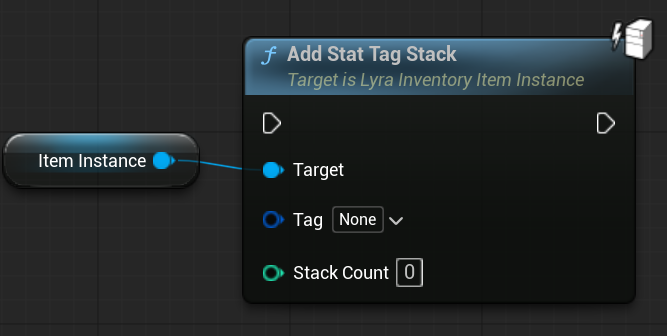 Add Stat Tag Stack
Target is Lyra Inventory Item Instance
Item Instance
Target
Tag None
Stack Count 0